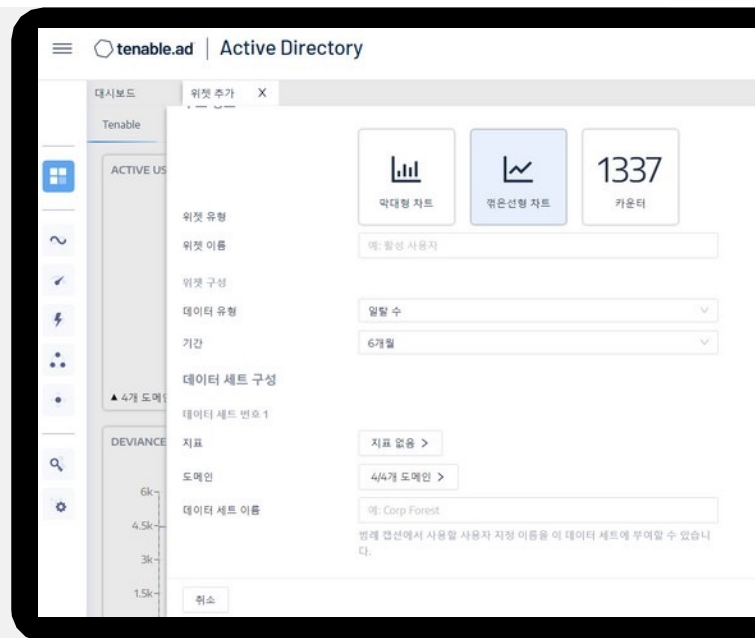 tenable.ad | Active Directory
대시보드
위젯 추가 X
Tenable
ACTIVE US
막대형 차트
꺾은선형 차트
1337
카운터
위젯 유형
위젯 이름
예: 활성 사용자
위젯 구성
데이터 유형
일탈 수
기간
6개월
데이터 세트 구성
▲ 4개 도메인
데이터 세트 번호 1
DEVIANCE
지표
지표 없음 >
도메인
4/4개 도메인 >
6k
데이터 세트 이름
예: Corp Forest
4.5k
범례 캡션에서 사용할 사용자 지정 이름을 이 데이터 세트에 부여할 수 있습니
다.
3k
1.5k
취소